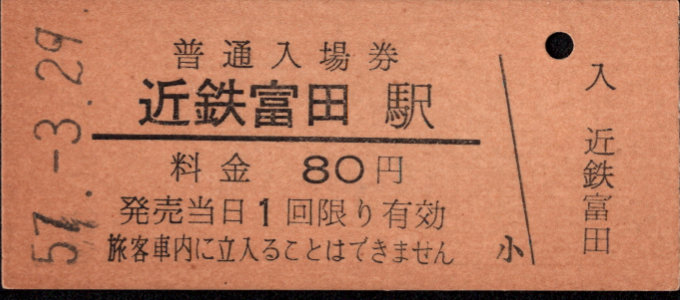 57.-3.29
普通入場券
近鉄富田 駅
料金 80円
発売当日1回限り有効
旅客車内に立入ることはできません
小
入
近鉄富田